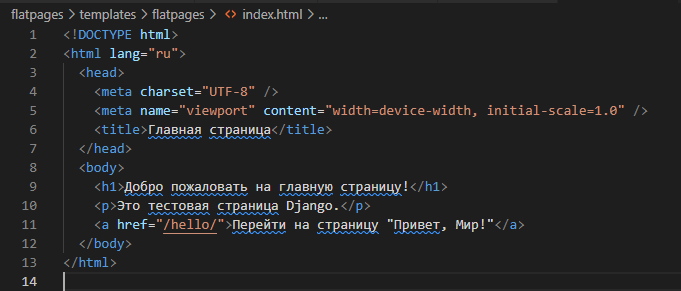 flatpages > templates > flatpages > <> index.html > ...
1 <!DOCTYPE html>
2 <html lang="ru">
3 <head>
4 <meta charset="UTF-8" />
5 <meta name="viewport" content="width=device-width, initial-scale=1.0" />
6 <title>Главная страница</title>
7 </head>
8 <body>
9 <h1>Добро пожаловать на главную страницу!</h1>
10 <p>Это тестовая страница Django.</p>
11 <a href="/hello/">Перейти на страницу "Привет, Мир!"</a>
12 </body>
13 </html>
14